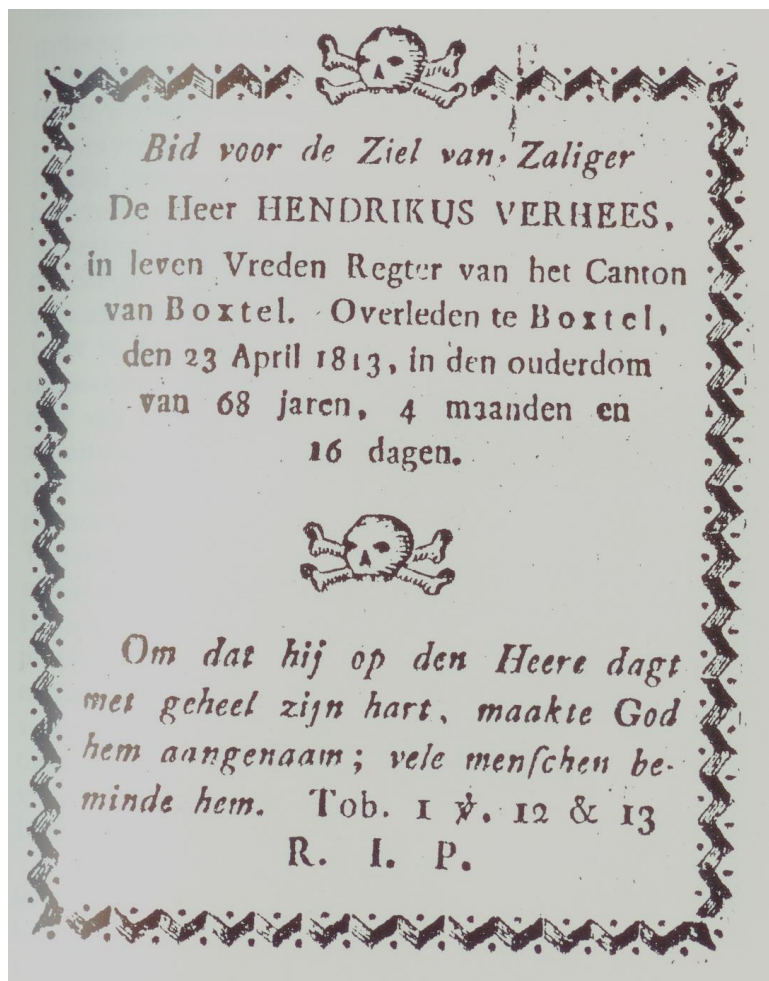 Bid voor de Ziel van Zaliger
De Heer HENDRIKUS VERHEES,
in leven Vreden Regter van het Canton
van Boxtel. Overleden te Boxtel,
den 23 April 1813, in den ouderdom
van 68 jaren, 4 maanden en
16 dagen.
Om dat hij op den Heere dagt
met geheel zijn hart, maakte God
hem aangenaam; vele menſchen be-
minde hem. Tob. 1 ℣. 12 & 13
R. I. P.